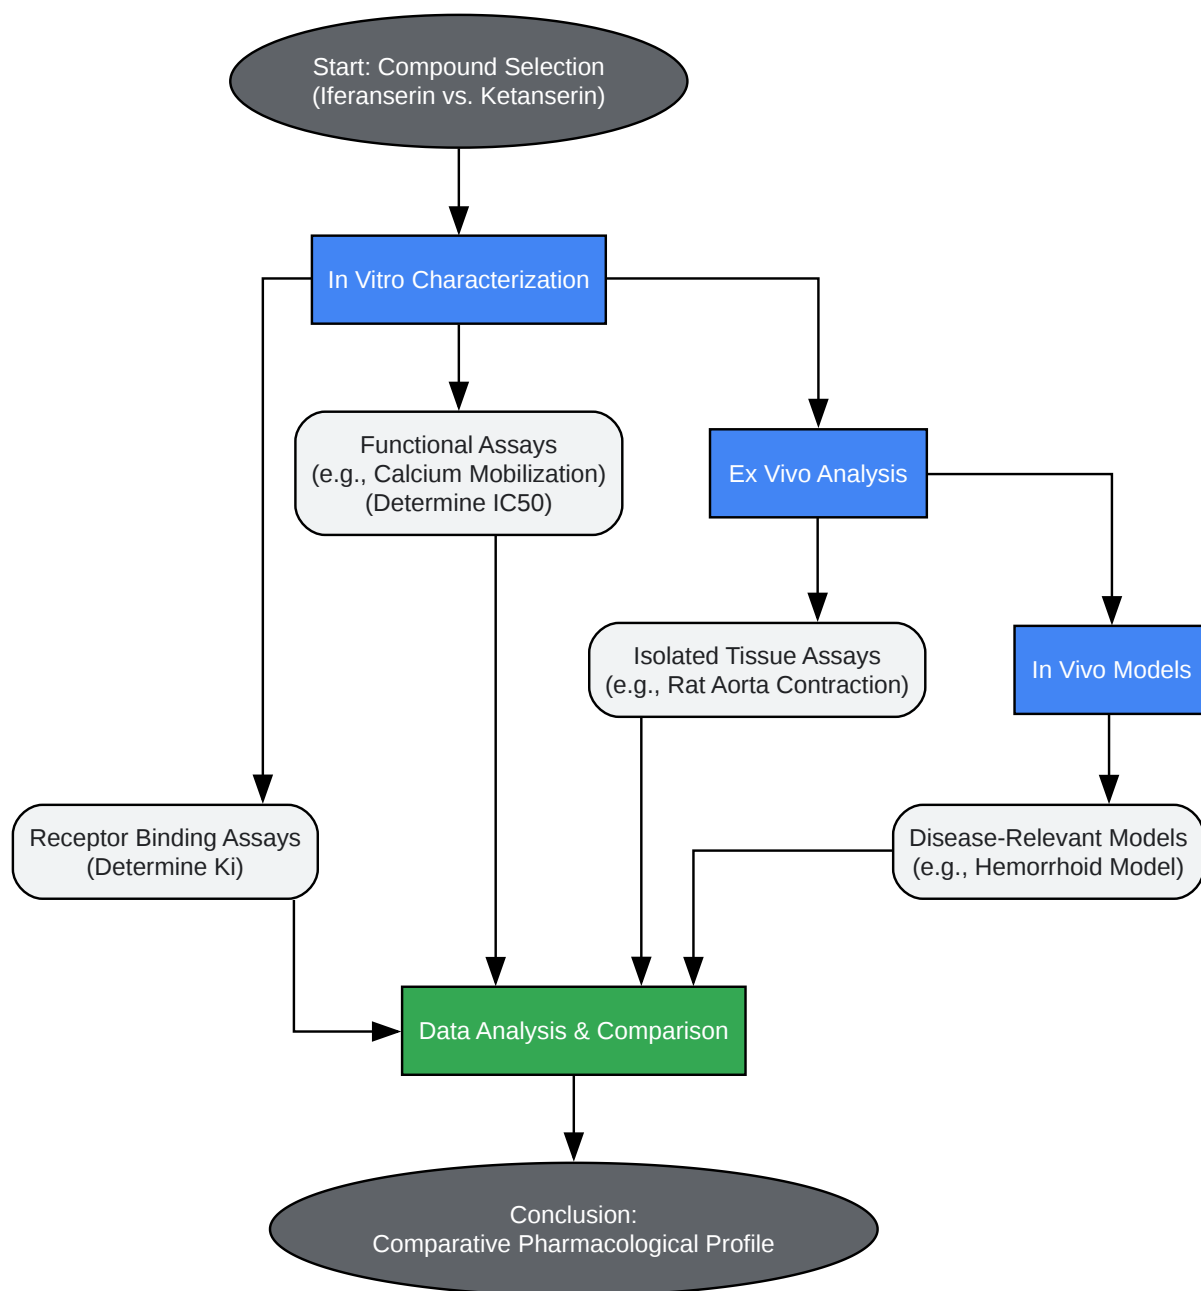 Start: Compound Selection
(Iferanserin vs. Ketanserin)
In Vitro Characterization
Functional Assays
(e.g., Calcium Mobilization)
(Determine IC50)
Ex Vivo Analysis
Isolated Tissue Assays
(e.g., Rat Aorta Contraction)
In Vivo Models
Receptor Binding Assays
(Determine Ki)
Disease-Relevant Models
(e.g., Hemorrhoid Model)
Data Analysis & Comparison
Conclusion:
Comparative Pharmacological Profile